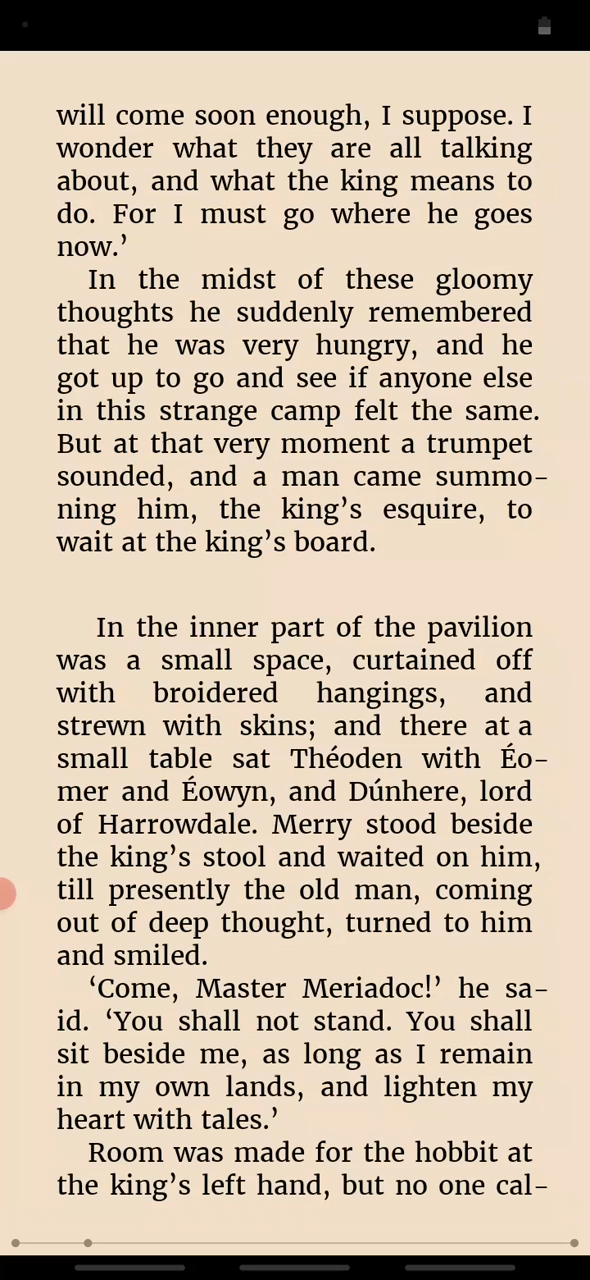 will come soon enough, I suppose. I
wonder what they are all talking
about, and what the king means to
do. For I must go where he goes
now.’
In the midst of these gloomy
thoughts he suddenly remembered
that he was very hungry, and he
got up to go and see if anyone else
in this strange camp felt the same.
But at that very moment a trumpet
sounded, and a man came summo-
ning him, the king’s esquire, to
wait at the king’s board.
In the inner part of the pavilion
was a small space, curtained off
with broidered hangings, and
strewn with skins; and there at a
small table sat Théoden with Éo-
mer and Éowyn, and Dúnhere, lord
of Harrowdale. Merry stood beside
the king’s stool and waited on him,
till presently the old man, coming
out of deep thought, turned to him
and smiled.
‘Come, Master Meriadoc!’ he sa-
id. ‘You shall not stand. You shall
sit beside me, as long as I remain
in my own lands, and lighten my
heart with tales.’
Room was made for the hobbit at
the king’s left hand, but no one cal-